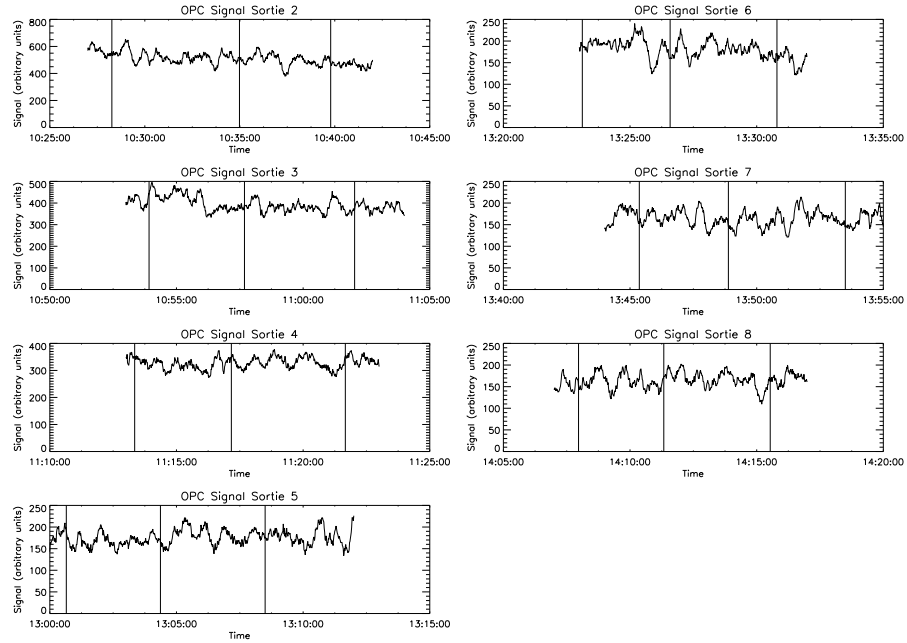 OPC Signal Sortie 2
Signal (arbitrary units)
800
600
400
200
0
10:25:00 10:30:00 10:35:00 10:40:00 10:45:00
Time
OPC Signal Sortie 3
Signal (arbitrary units)
500
400
300
200
100
0
10:50:00 10:55:00 11:00:00 11:05:00
Time
OPC Signal Sortie 4
Signal (arbitrary units)
400
300
200
100
0
11:10:00 11:15:00 11:20:00 11:25:00
Time
OPC Signal Sortie 5
Signal (arbitrary units)
250
200
150
100
50
0
13:00:00 13:05:00 13:10:00 13:15:00
Time
OPC Signal Sortie 6
Signal (arbitrary units)
250
200
150
100
50
0
13:20:00 13:25:00 13:30:00 13:35:00
Time
OPC Signal Sortie 7
Signal (arbitrary units)
250
200
150
100
50
0
13:40:00 13:45:00 13:50:00 13:55:00
Time
OPC Signal Sortie 8
Signal (arbitrary units)
250
200
150
100
50
0
14:05:00 14:10:00 14:15:00 14:20:00
Time